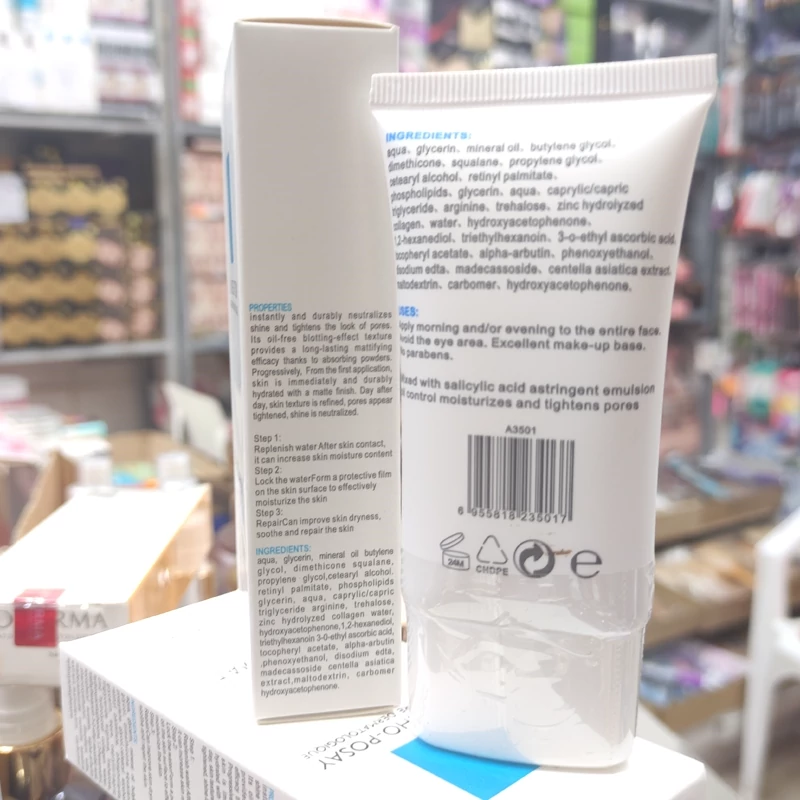 PROPERTIES
instantly and durably neutralizes
shine and tightens the look of pores.
Its oil-free blotting-effect texture
provides a long-lasting mattifying
efficacy thanks to absorbing powders.
Progressively, From the first application,
skin is immediately and durably
hydrated with a matte finish. Day after
day, skin texture is refined, pores appear
tightened, shine is neutralized.
Step 1:
Replenish water After skin contact,
it can increase skin moisture content
Step 2:
Lock the waterForm a protective film
on the skin surface to effectively
moisturize the skin
Step 3:
RepairCan improve skin dryness,
soothe and repair the skin
INGREDIENTS:
aqua, glycerin, mineral oil butylene
glycol, dimethicone squalane,
propylene glycol,cetearyl alcohol,
retinyl palmitate, phospholipids
glycerin, aqua, caprylic/capric
triglyceride arginine, trehalose,
zinc hydrolyzed collagen water,
hydroxyacetophenone,1,2-hexanediol,
triethylhexanoin 3-0-ethyl ascorbic acid,
tocopheryl acetate, alpha-arbutin
,phenoxyethanol, disodium edta,
madecassoside centella asiatica
extract,maltodextrin, carbomer
hydroxyacetophenone.
INGREDIENTS:
aqua、glycerin、mineral oil、butylene glycol、
dimethicone、squalane、propylene glycol、
cetearyl alcohol、retinyl palmitate、
phospholipids、glycerin、aqua、caprylic/capric
triglyceride、arginine、trehalose、zinc hydrolyzed
collagen、water、hydroxyacetophenone、
1,2-hexanediol、triethylhexanoin、3-o-ethyl ascorbic acid、
tocopheryl acetate、alpha-arbutin、phenoxyethanol、
disodium edta、madecassoside、centella asiatica extract、
maltodextrin、carbomer、hydroxyacetophenone。
USES:
Apply morning and/or evening to the entire face.
Avoid the eye area. Excellent make-up base.
parabens.
Mixed with salicylic acid astringent emulsion
oil control moisturizes and tightens pores
A3501
6 955818 235017
24M
CHDPE
e
HO-POSAY
DERMATOLOGIQUE
ERMA